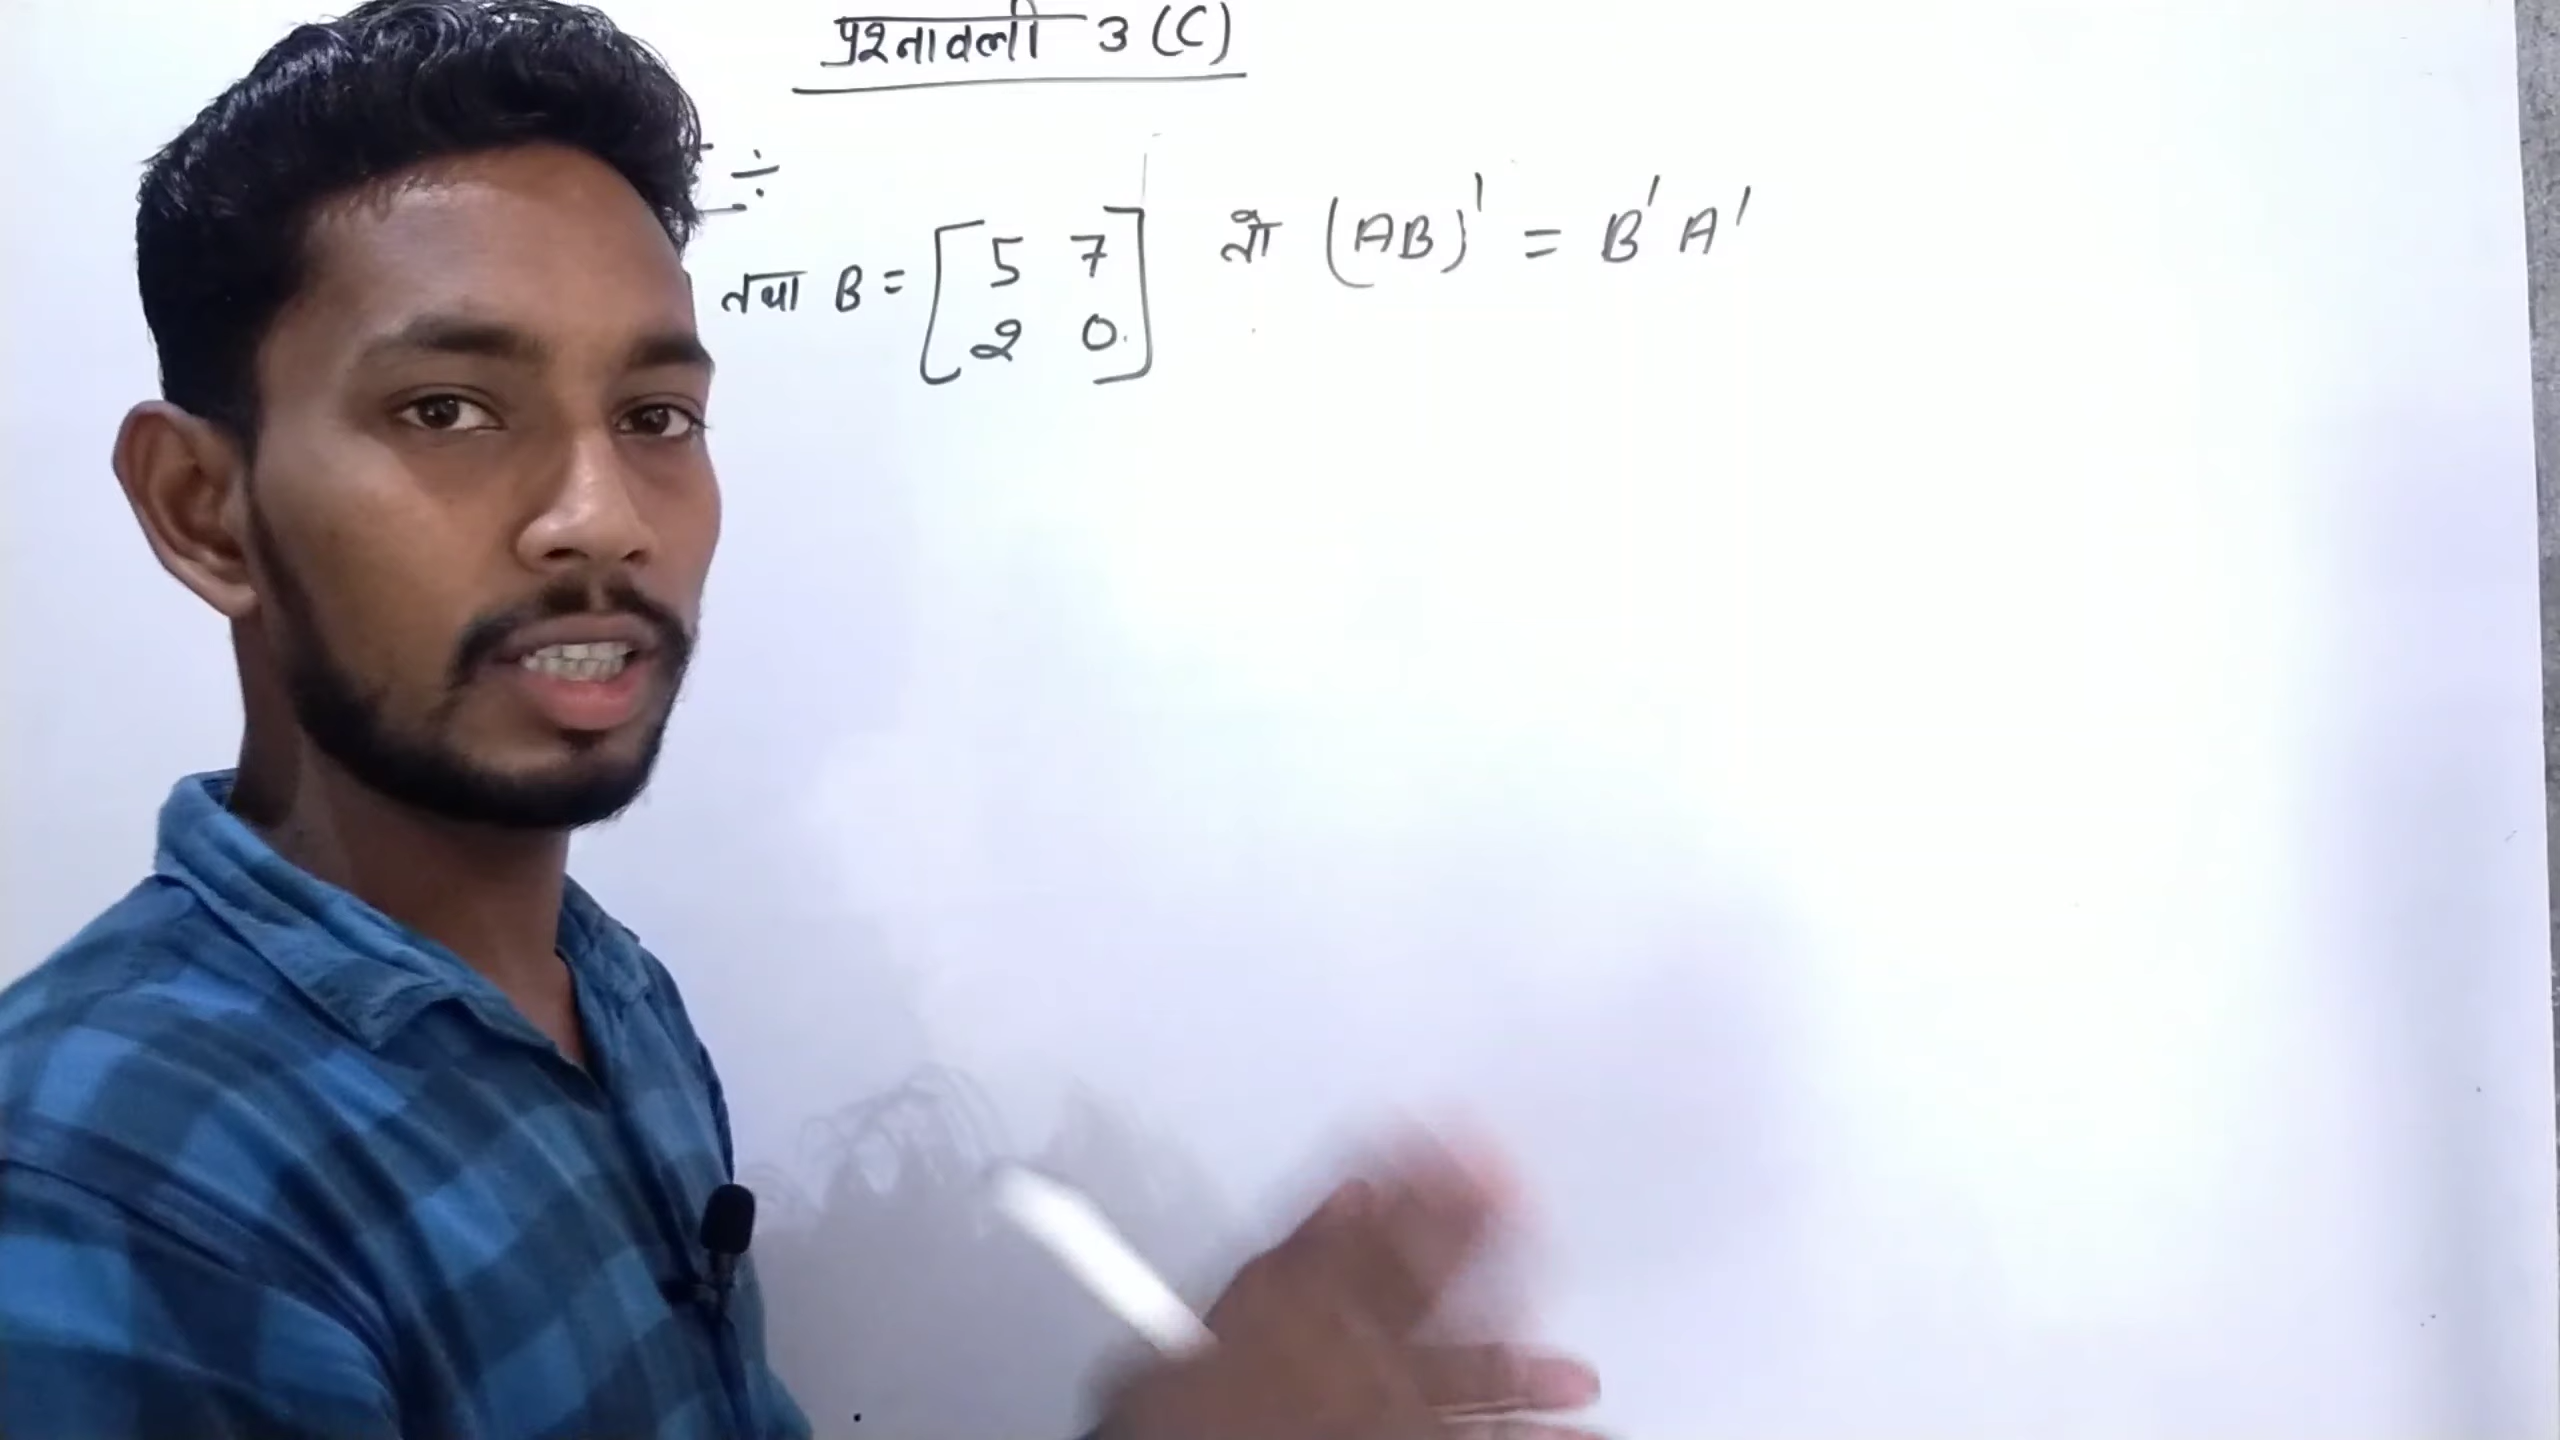 प्रश्नावली 3 (C)
÷
तथा B = [ 5 7 तो (AB)' = B' A'
2 0 ]